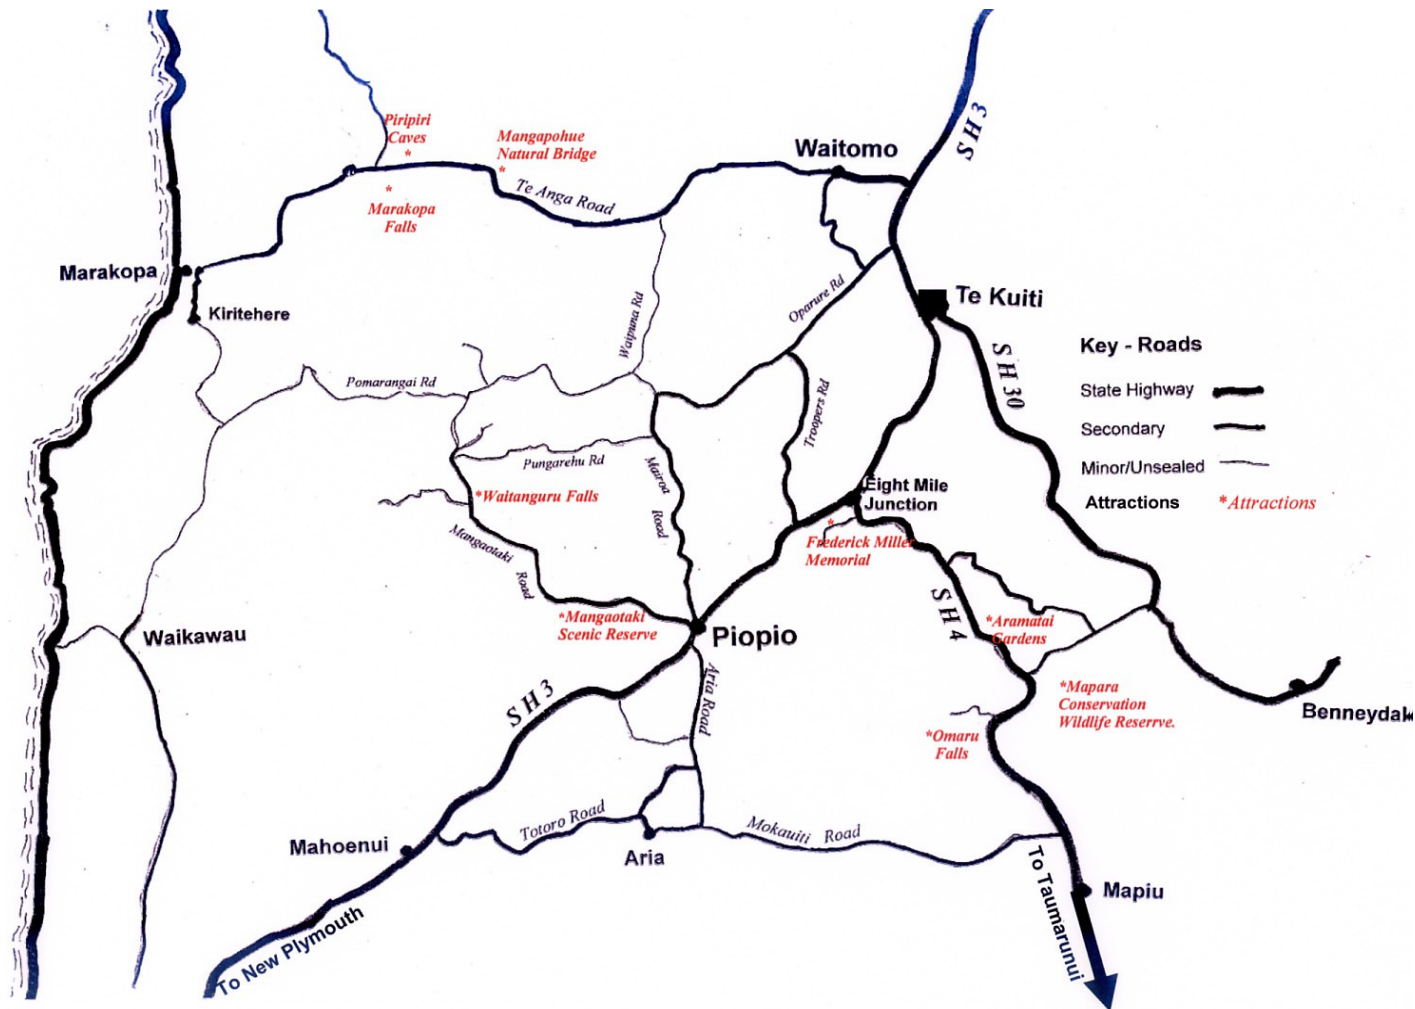 Piripiri
Caves
*
Mangapohue
Natural Bridge
*
Waitomo
SH 3
Te Anga Road
*
Marakopa
Falls
Marakopa
Kiritehere
Waipuna Rd
Oparure Rd
Te Kuiti
SH 30
Key - Roads
State Highway
Secondary
Minor/Unsealed
Attractions
*Attractions
Pomarangai Rd
Troopers Rd
Pungarehu Rd
Mairoa
Road
*Waitanguru Falls
Eight Mile
Junction
*
Frederick Miller
Memorial
Mangaotaki
Road
SH 4
*Mangaotaki
Scenic Reserve
*Aramatai
Gardens
Waikawau
Piopio
Aria Road
SH 3
*Mapara
Conservation
Wildlife Reserrve.
Benneydak
*Omaru
Falls
Totoro Road
Mokauiti Road
Mahoenui
Aria
To Taumarunui
Mapiu
To New Plymouth